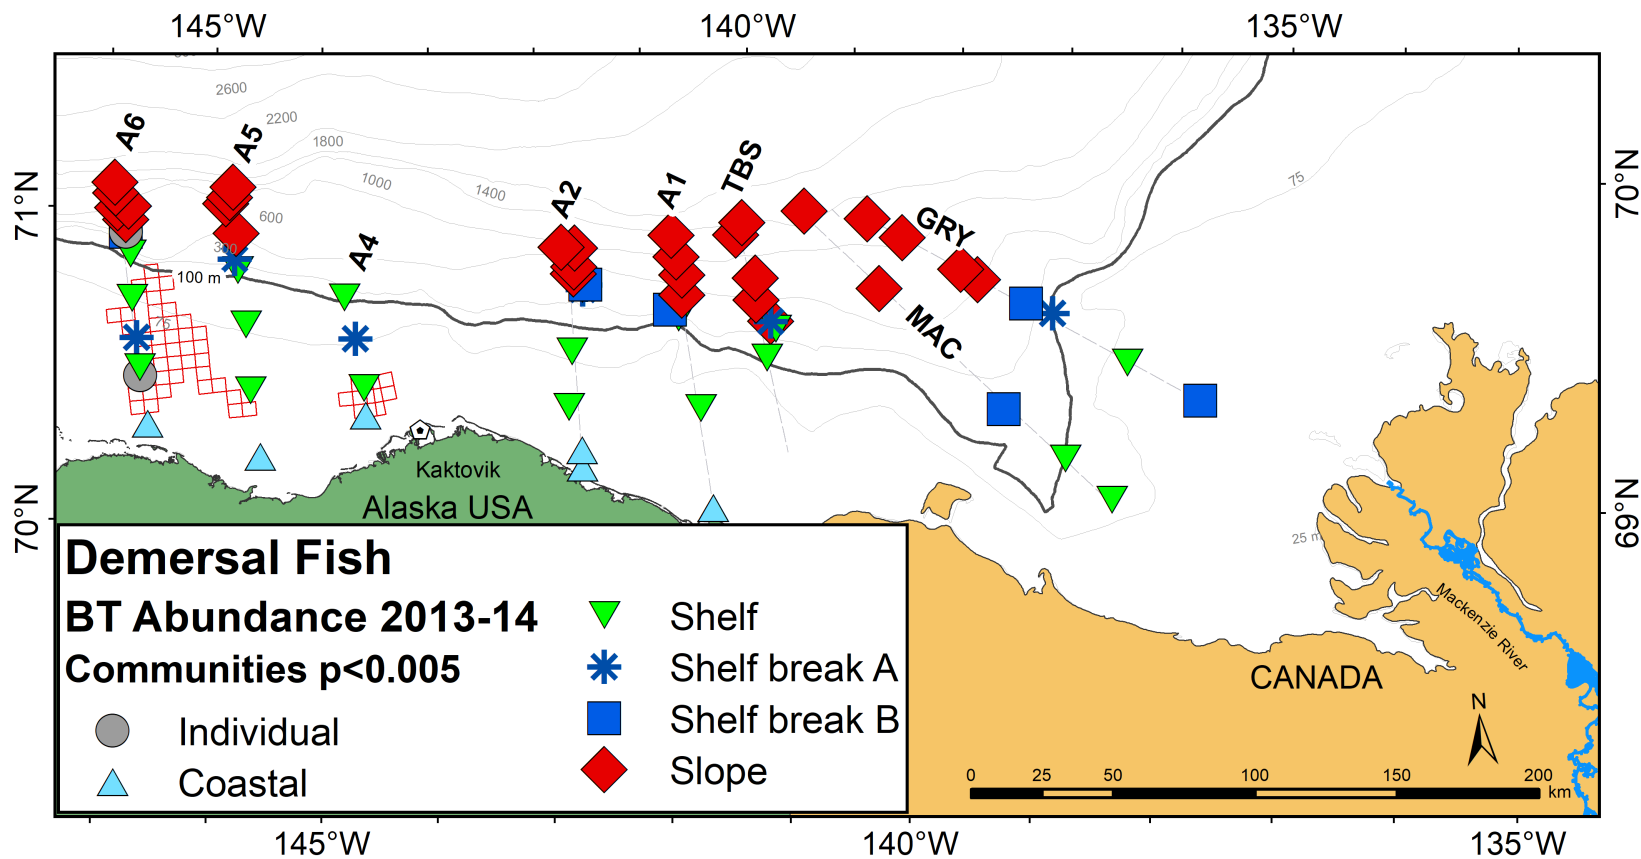 145°W 140°W 135°W
2600
2200
1800
1400
1000
600
300
100 m
75
75
25 m
A6
A5
A4
A2
A1
TBS
GRY
MAC
71°N
70°N
70°N
69°N
Kaktovik
Alaska USA
CANADA
Mackenzie River
N
0 25 50 100 150 200
km
Demersal Fish
BT Abundance 2013-14
Communities p<0.005
Individual
Coastal
Shelf
Shelf break A
Shelf break B
Slope
145°W 140°W 135°W